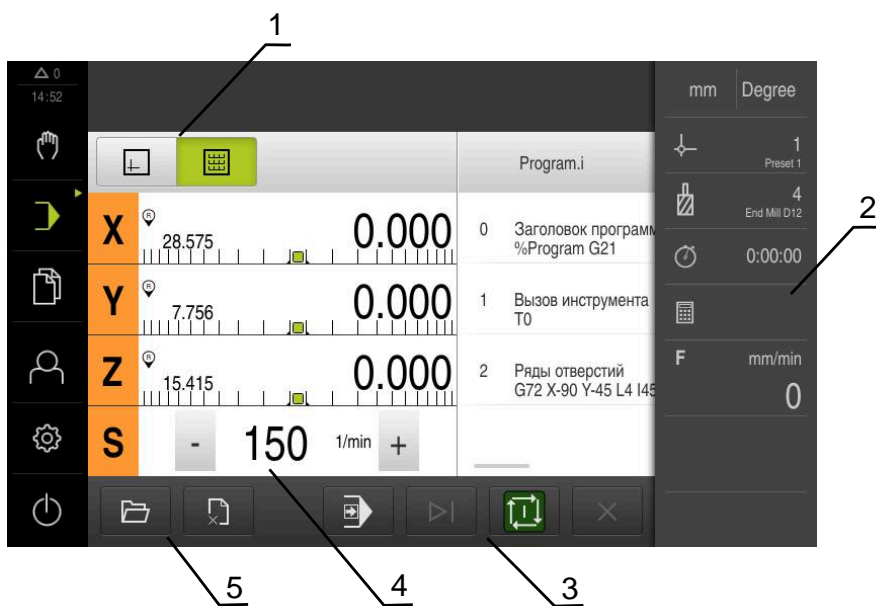 1
0
14:52
mm Degree
1
Preset 1
4
End Mill D12
2
0:00:00
F mm/min
0
Program.i
X R 28.575 0.000
Y R 7.756 0.000
Z R 15.415 0.000
S - 150 1/min +
0 Заголовок программ
%Program G21
1 Вызов инструмента
T0
2 Ряды отверстий
G72 X-90 Y-45 L4 I45
5 4 3